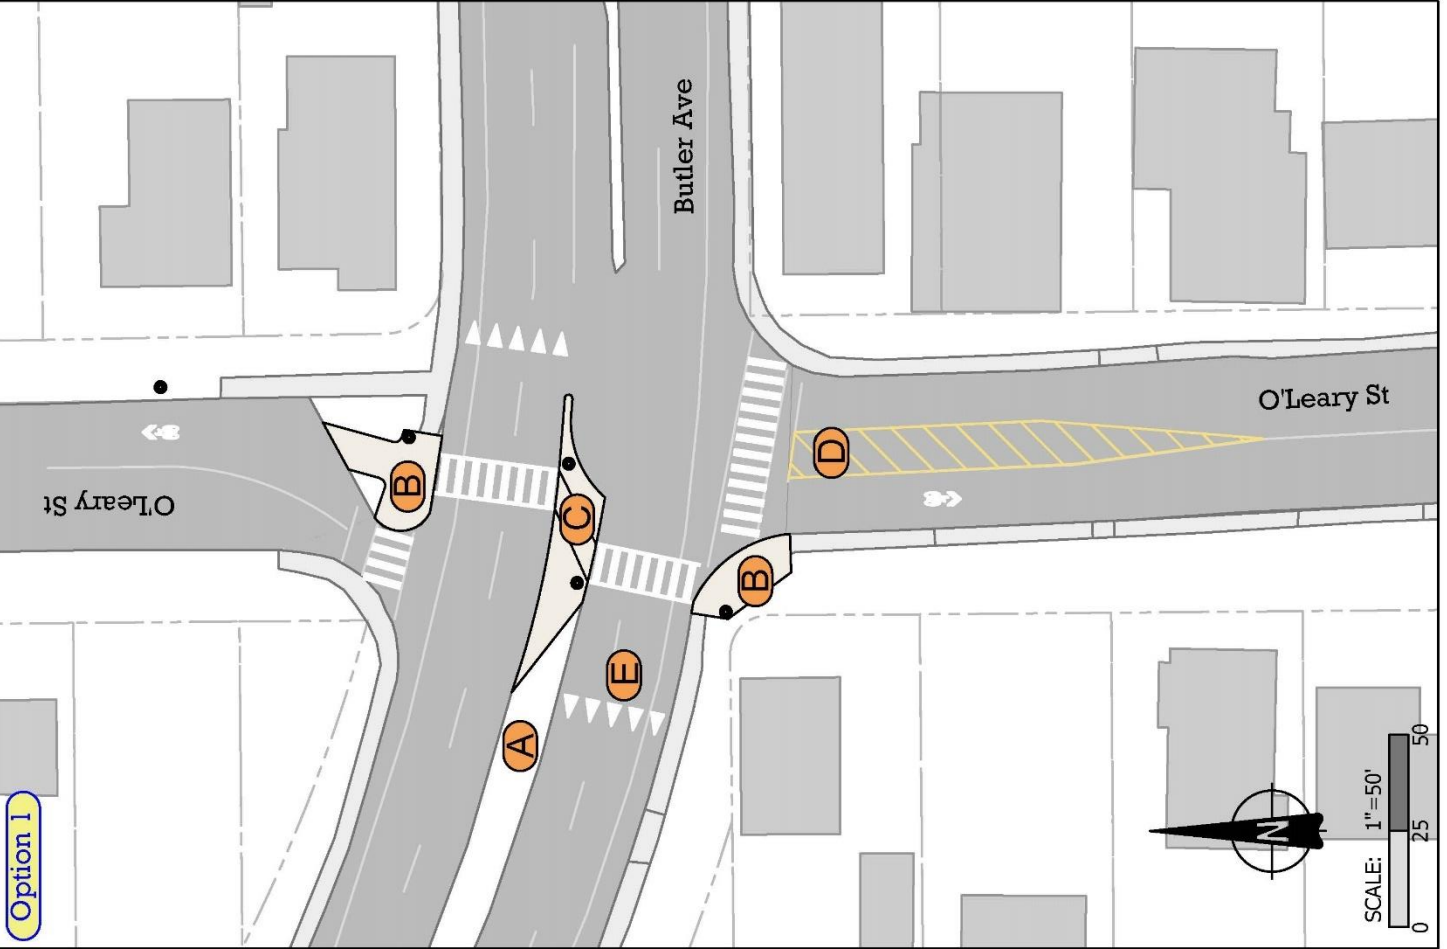 Option 1
Butler Ave
O'Leary St
O'Leary St
B
C
D
B
E
A
N
SCALE: 1"=50'
0 25 50